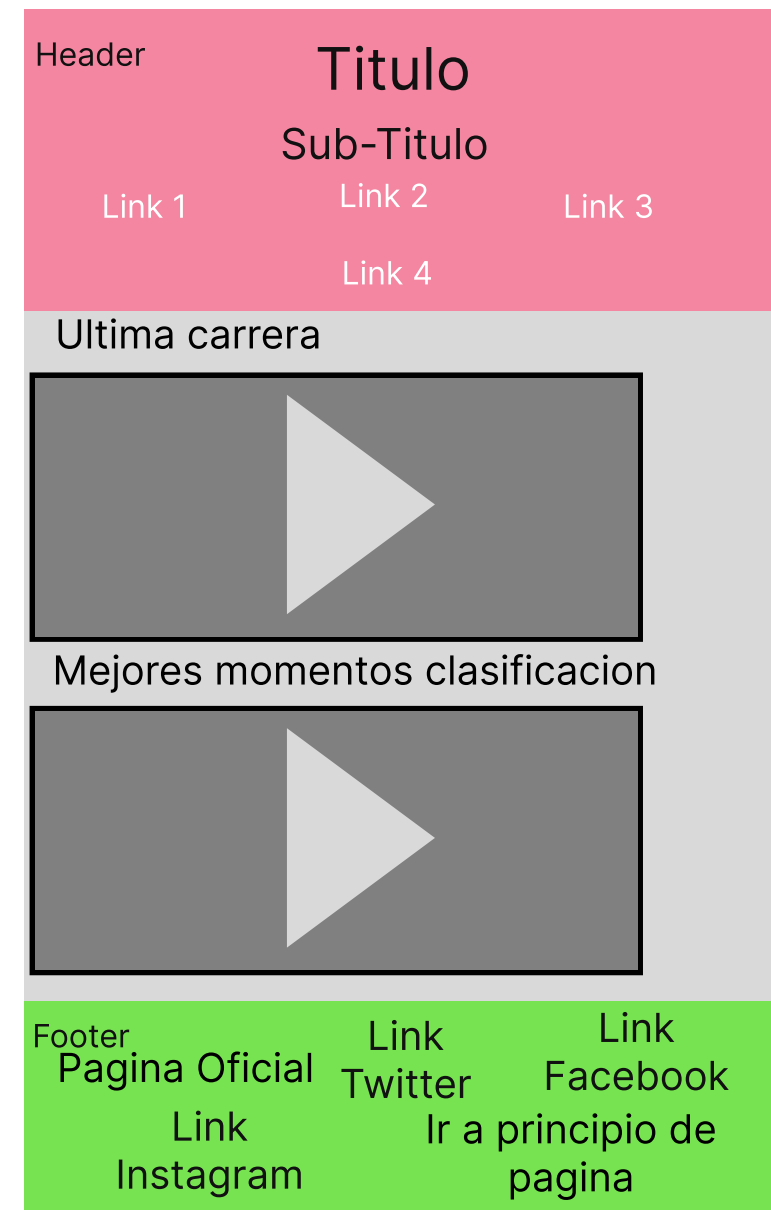 Header
Titulo
Sub-Titulo
Link 1
Link 2
Link 3
Link 4
Ultima carrera
Mejores momentos clasificacion
Footer
Pagina Oficial
Link
Twitter
Link
Facebook
Link
Instagram
Ir a principio de
pagina